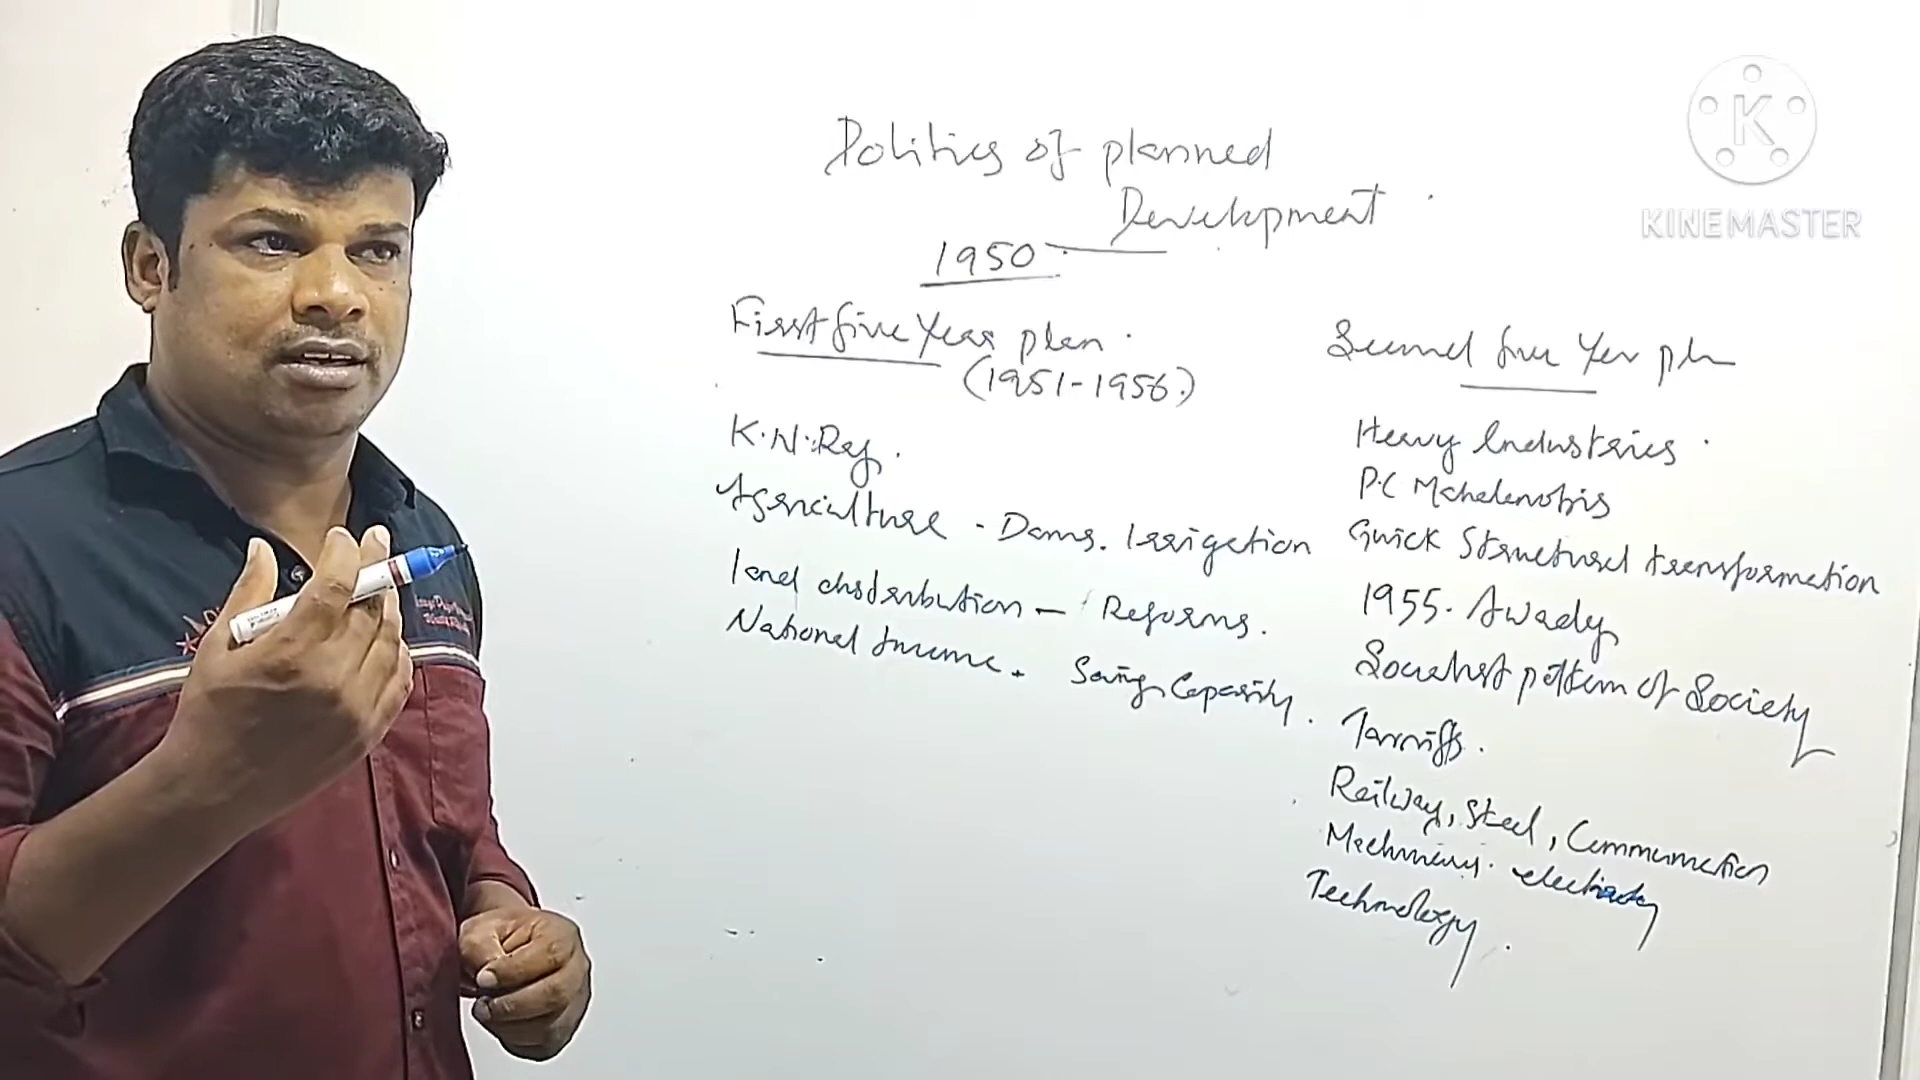 Politics of planned
Development
1950
First five Year plan.
(1951-1956)
K.N.Raj.
Agriculture - Dams. Irrigation
land distribution - Reforms.
National Income. Saving Capacity.
Second five Year plan
Heavy Industries.
P.C Mahalanobis
Quick Structural transformation
1955. Awady
Socialist pattern of Society
Tarriffs.
Railway, Steel, Communication
Machinery. electricity
Technology.
K
KINEMASTER